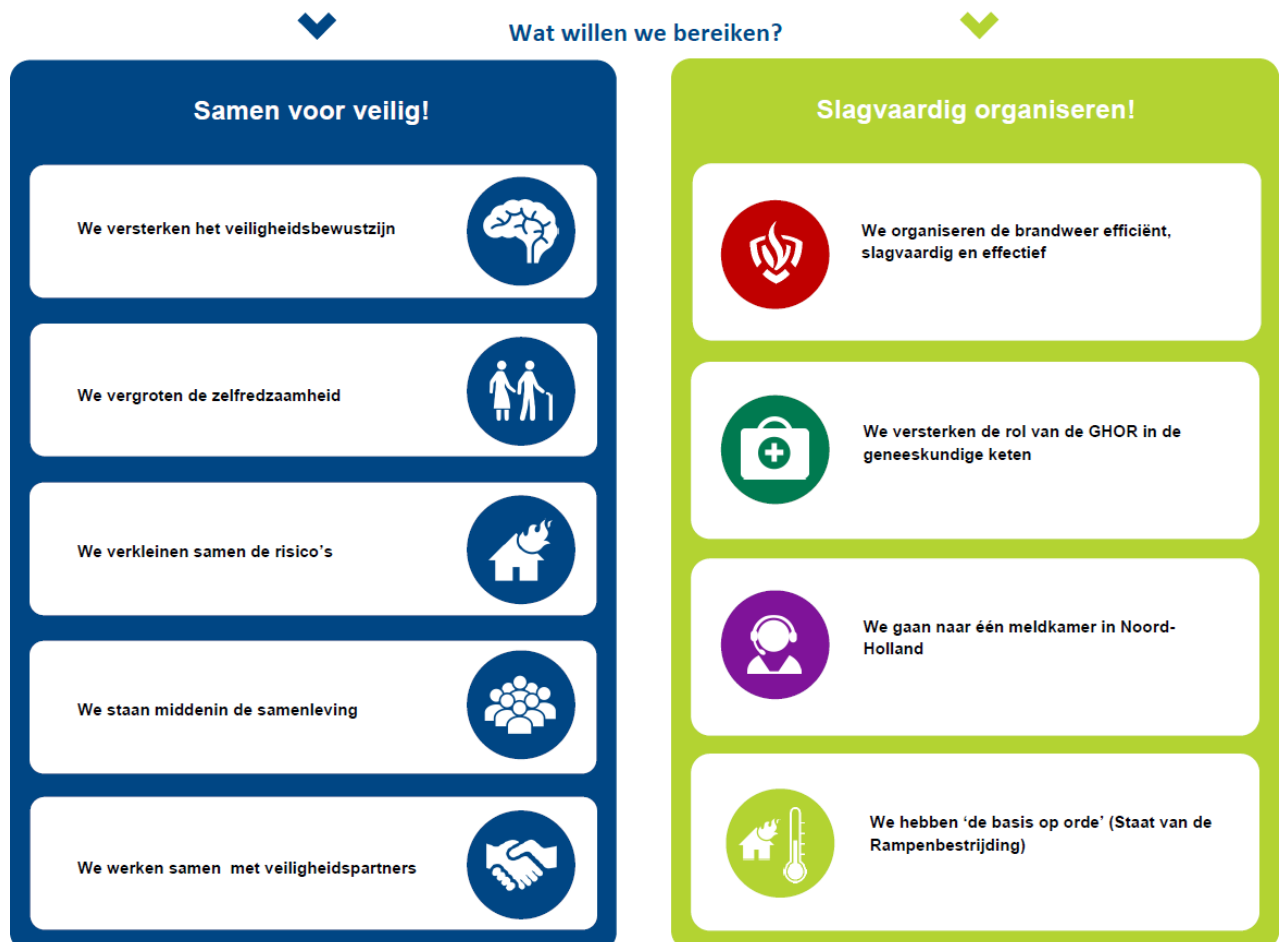 Wat willen we bereiken?
Samen voor veilig!
We versterken het veiligheidsbewustzijn
We vergroten de zelfredzaamheid
We verkleinen samen de risico’s
We staan middenin de samenleving
We werken samen  met veiligheidspartners
Slagvaardig organiseren!
We organiseren de brandweer efficiënt,
slagvaardig en effectief
We versterken de rol van de GHOR in de
geneeskundige keten
We gaan naar één meldkamer in Noord-
Holland
We hebben ‘de basis op orde’ (Staat van de
Rampenbestrijding)